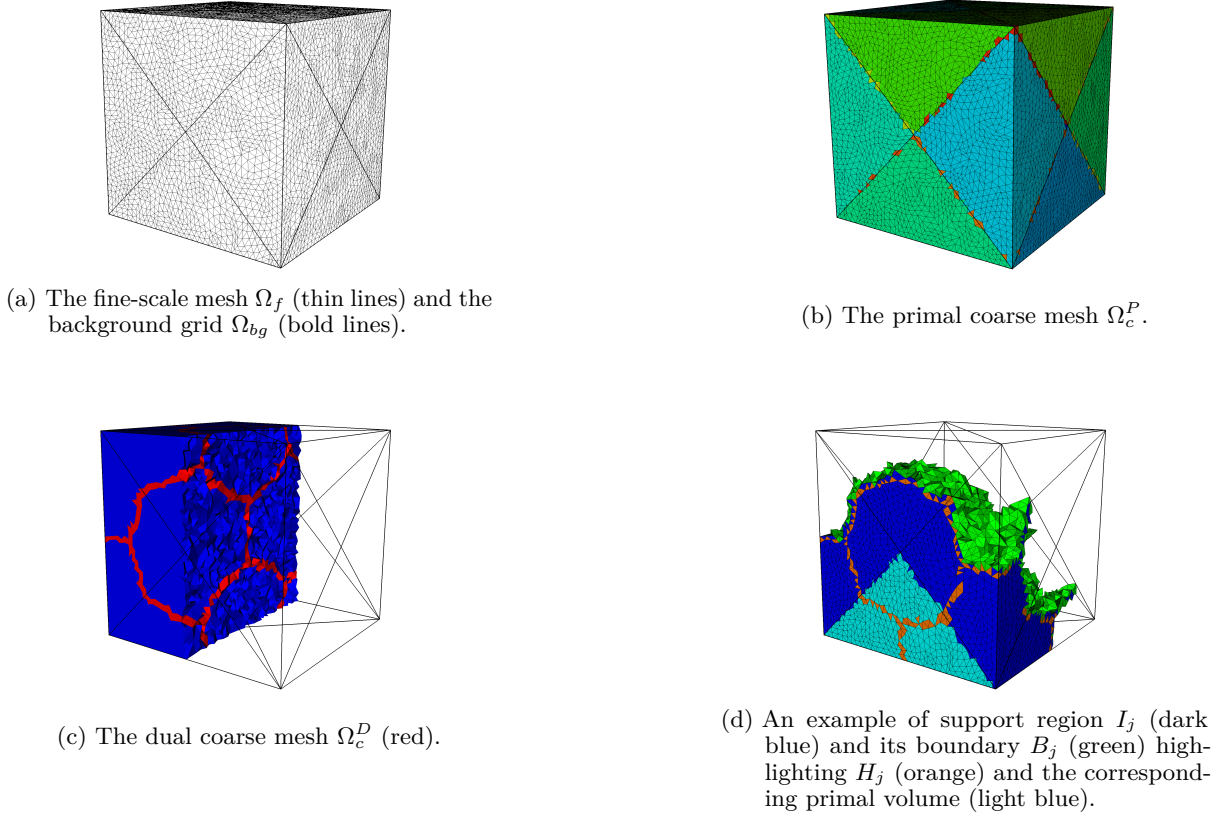 (a) The fine-scale mesh Ω_f (thin lines) and the
background grid Ω_{bg} (bold lines).
(b) The primal coarse mesh Ω_c^P.
(c) The dual coarse mesh Ω_c^D (red).
(d) An example of support region I_j (dark
blue) and its boundary B_j (green) high-
lighting H_j (orange) and the correspond-
ing primal volume (light blue).